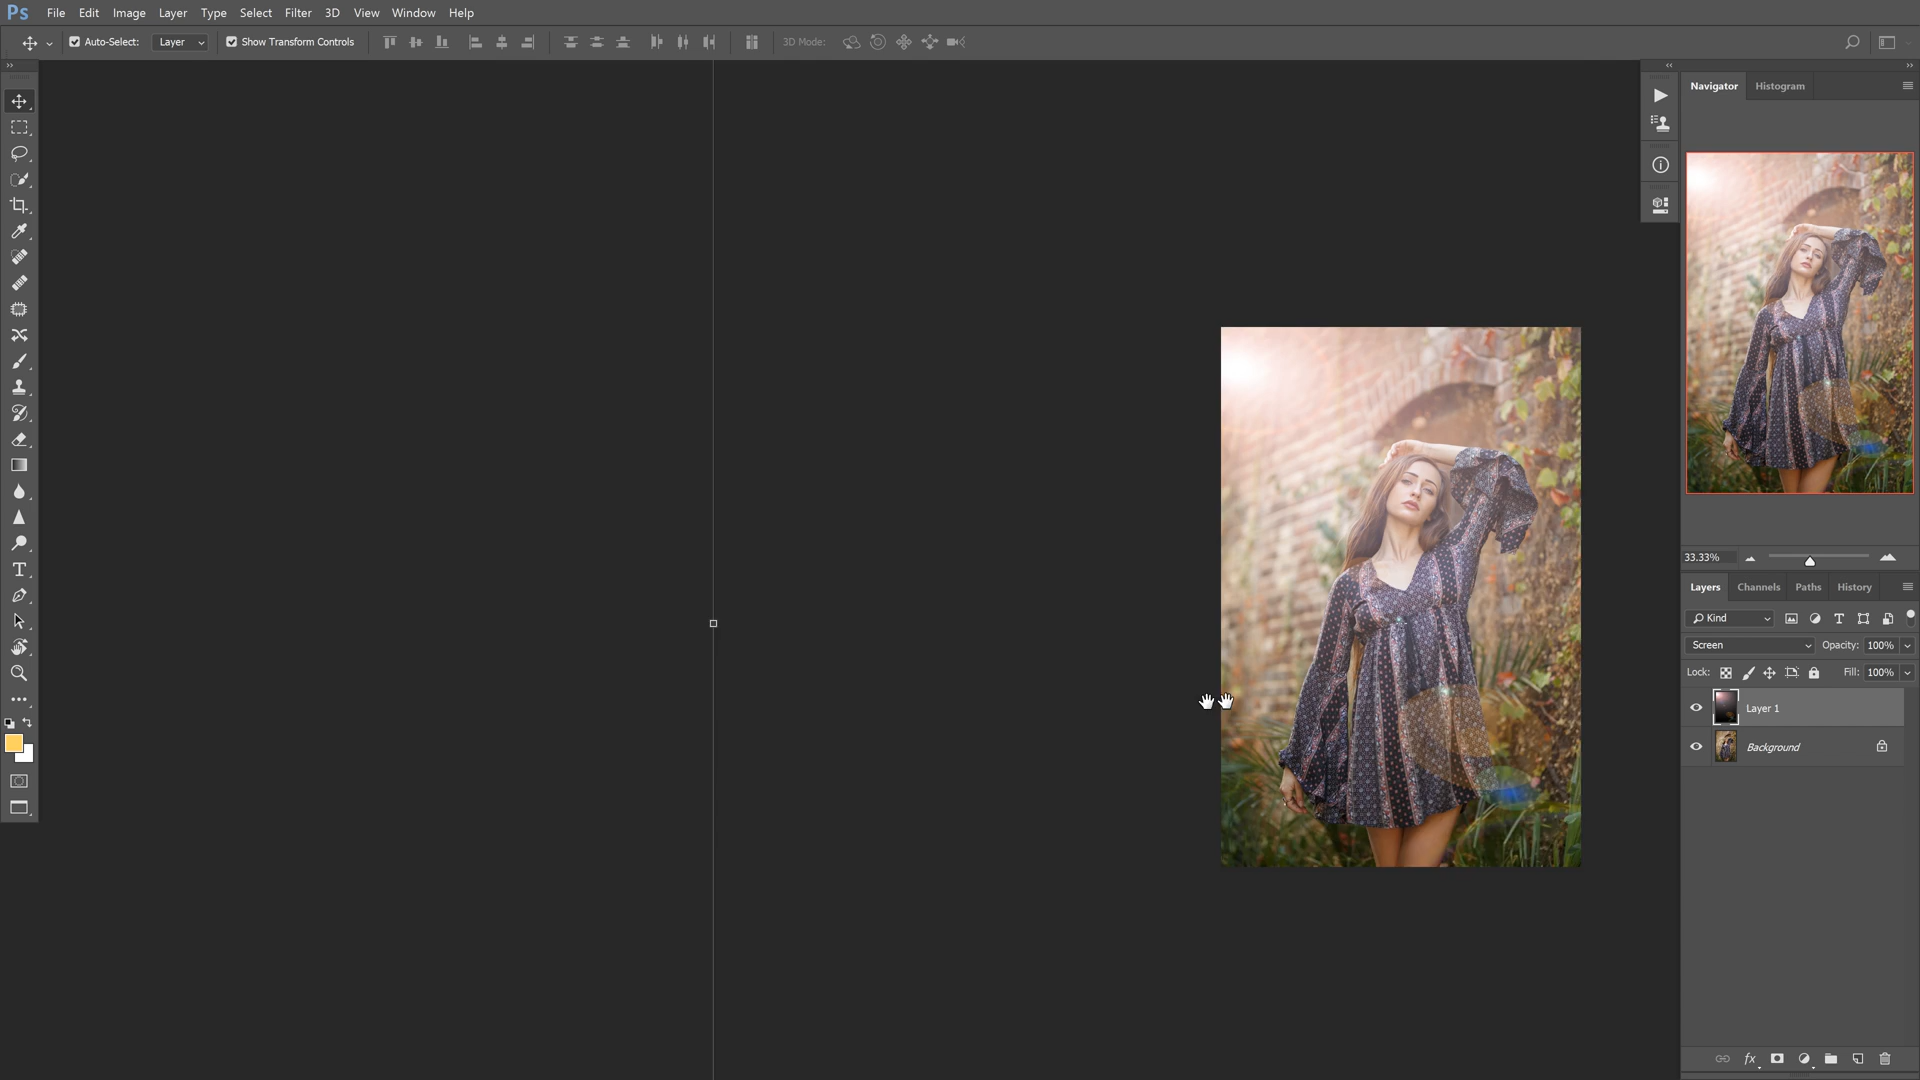 Ps File Edit Image Layer Type Select Filter 3D View Window Help
Auto-Select: Layer Show Transform Controls 3D Mode:
Navigator Histogram
33.33%
Layers Channels Paths History
Kind
Screen Opacity: 100%
Lock: Fill: 100%
Layer 1
Background
fx